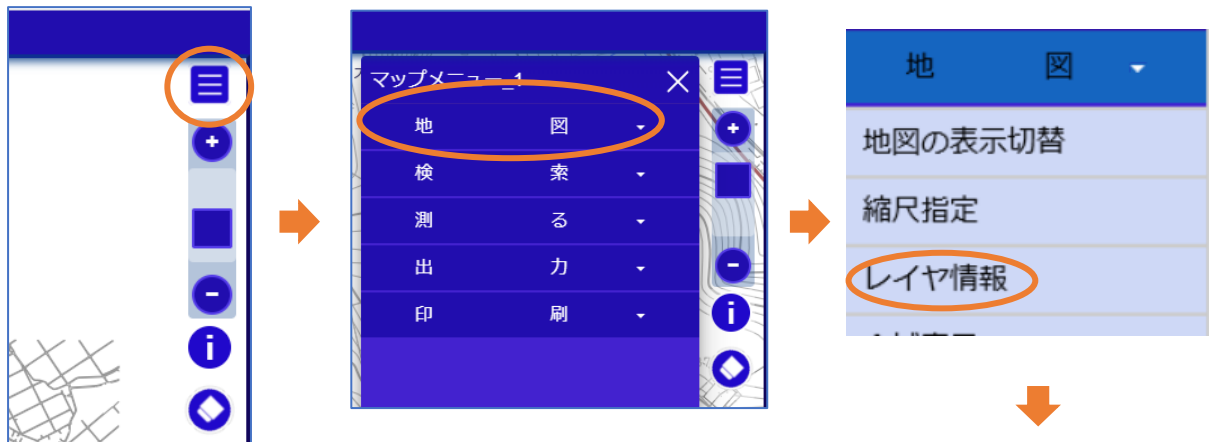 マップメニュー_1
地 図
検 索
測 る
出 力
印 刷
地 図
地図の表示切替
縮尺指定
レイヤ情報